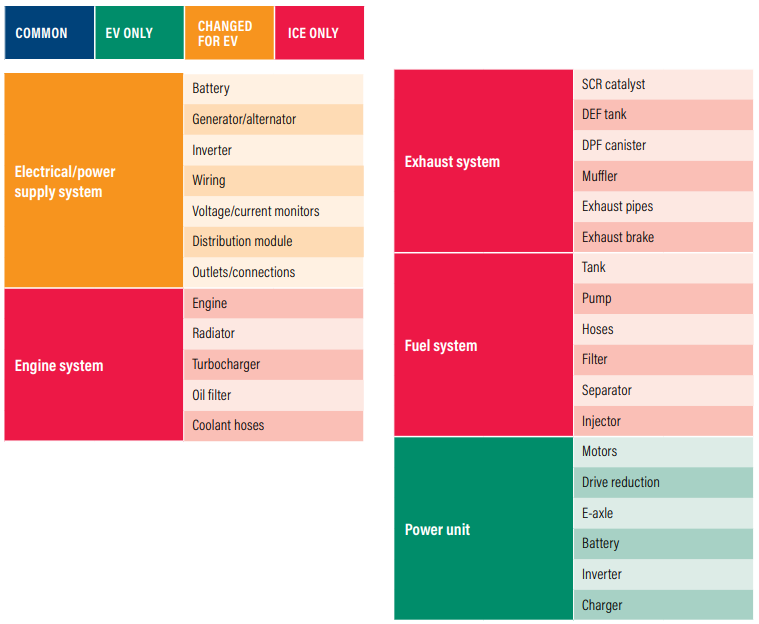 COMMON
EV ONLY
CHANGED
FOR EV
ICE ONLY
Electrical/power
supply system
Battery
Generator/alternator
Inverter
Wiring
Voltage/current monitors
Distribution module
Outlets/connections
Engine system
Engine
Radiator
Turbocharger
Oil filter
Coolant hoses
Exhaust system
SCR catalyst
DEF tank
DPF canister
Muffler
Exhaust pipes
Exhaust brake
Fuel system
Tank
Pump
Hoses
Filter
Separator
Injector
Power unit
Motors
Drive reduction
E-axle
Battery
Inverter
Charger